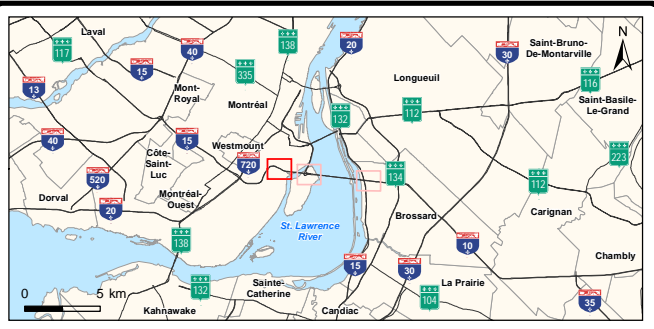 Laval
117
13
15
40
335
138
20
30
Saint-Bruno-
De-Montarville
N
Longueuil
116
Mont-
Royal
Montréal
132
112
Saint-Basile-
Le-Grand
40
15
Westmount
720
Côte-
Saint-
Luc
223
520
Dorval
20
Montréal-
Ouest
134
112
Carignan
Brossard
St. Lawrence
River
138
10
Chambly
15
30
La Prairie
0 5 km
132
Sainte-
Catherine
104
35
Kahnawake
Candiac